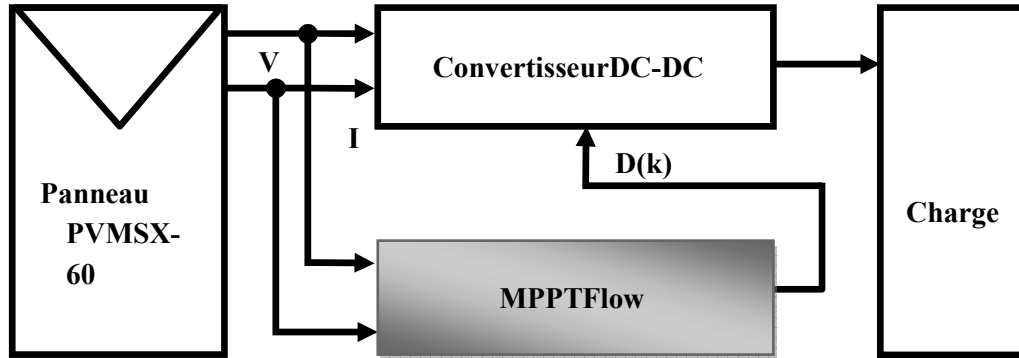 ConvertisseurDC-DC
V
I
D(k)
Panneau
PVMSX-
60
Charge
MPPTFlow